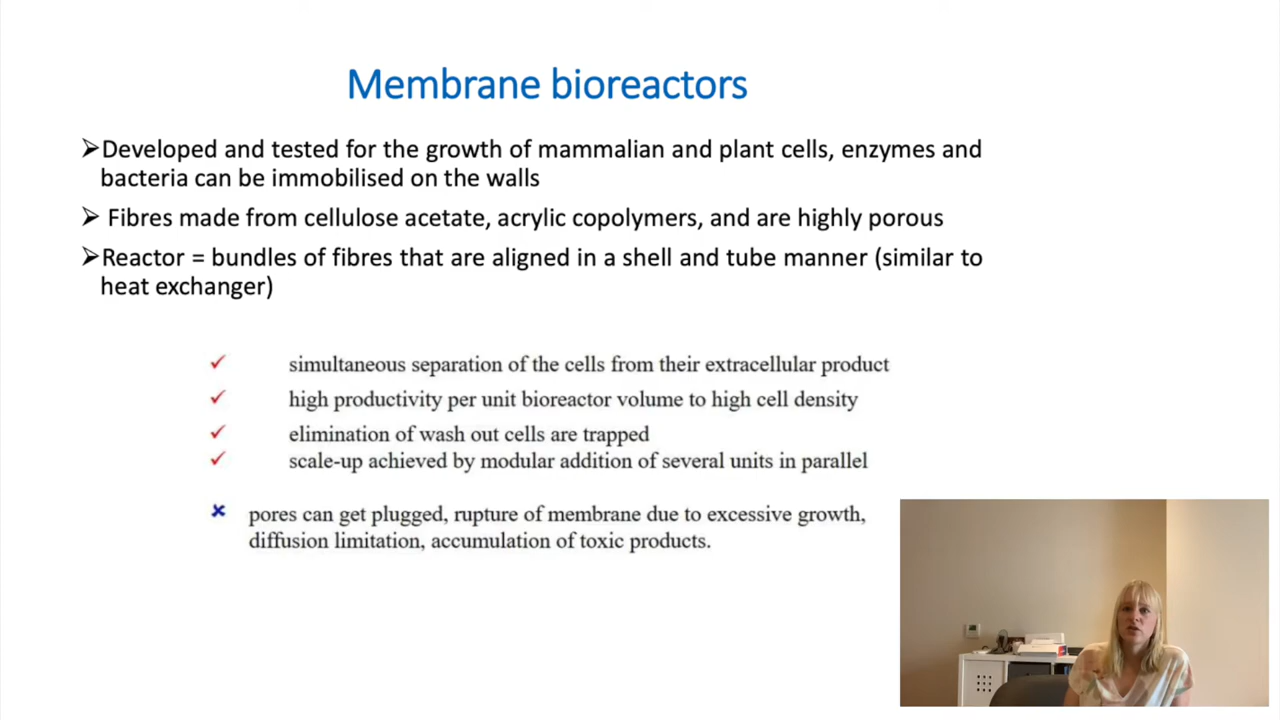 Membrane bioreactors
➢Developed and tested for the growth of mammalian and plant cells, enzymes and
bacteria can be immobilised on the walls
➢ Fibres made from cellulose acetate, acrylic copolymers, and are highly porous
➢Reactor = bundles of fibres that are aligned in a shell and tube manner (similar to
heat exchanger)
✓ simultaneous separation of the cells from their extracellular product
✓ high productivity per unit bioreactor volume to high cell density
✓ elimination of wash out cells are trapped
✓ scale-up achieved by modular addition of several units in parallel
✗ pores can get plugged, rupture of membrane due to excessive growth,
diffusion limitation, accumulation of toxic products.